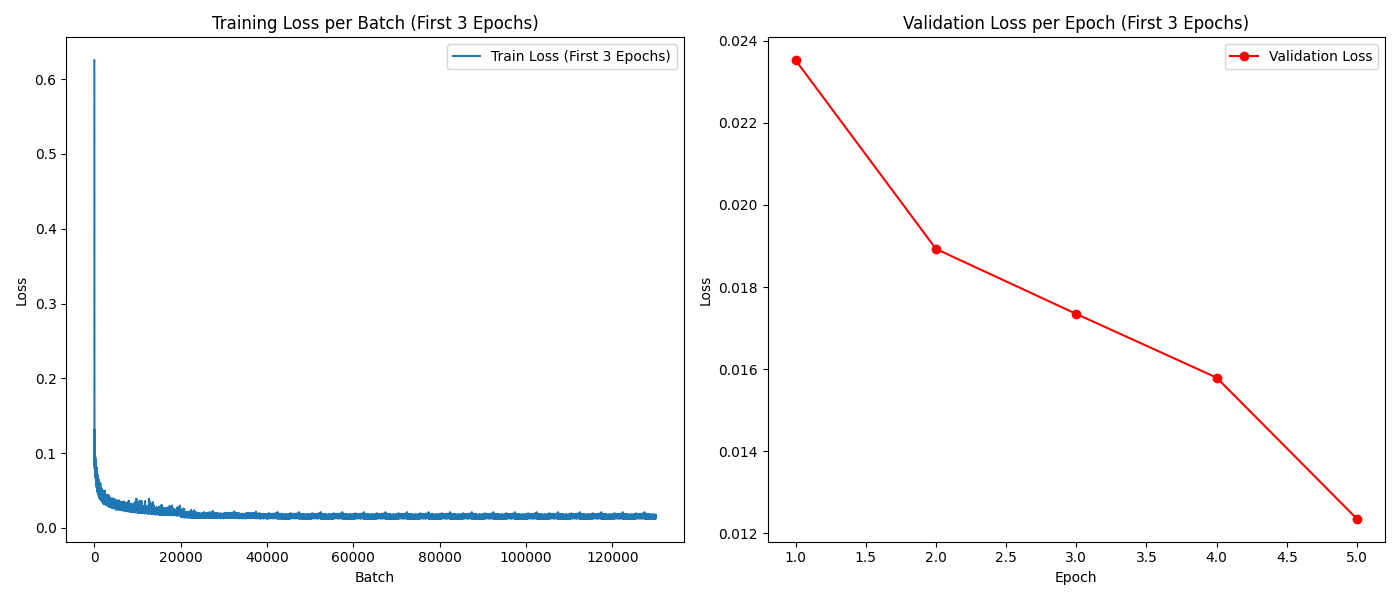 Training Loss per Batch (First 3 Epochs)
Train Loss (First 3 Epochs)
Loss
0.6
0.5
0.4
0.3
0.2
0.1
0.0
0 20000 40000 60000 80000 100000 120000
Batch
Validation Loss per Epoch (First 3 Epochs)
Validation Loss
Loss
0.024
0.022
0.020
0.018
0.016
0.014
0.012
1.0 1.5 2.0 2.5 3.0 3.5 4.0 4.5 5.0
Epoch